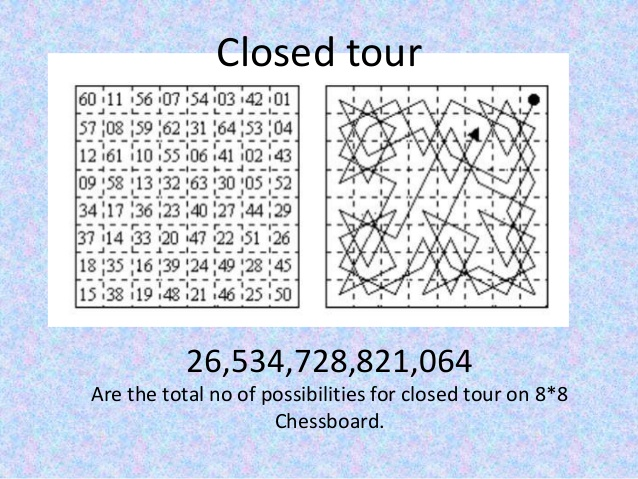 Closed tour
60 11 56 07 54 03 42 01
57 08 59 62 31 64 53 04
12 61 10 55 06 41 02 43
09 58 13 32 63 30 05 52
34 17 36 23 40 27 44 29
37 14 33 20 47 22 51 26
18 35 16 39 24 49 28 45
15 38 19 48 21 46 25 50
26,534,728,821,064
Are the total no of possibilities for closed tour on 8*8
Chessboard.